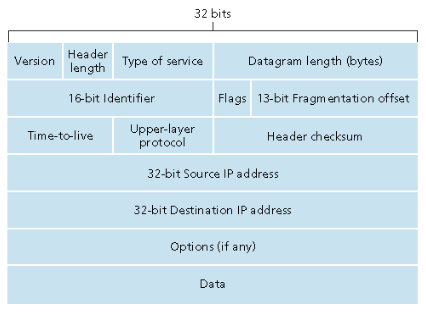 32 bits
Version
Header
length
Type of service
Datagram length (bytes)
16-bit Identifier
Flags
13-bit Fragmentation offset
Time-to-live
Upper-layer
protocol
Header checksum
32-bit Source IP address
32-bit Destination IP address
Options (if any)
Data